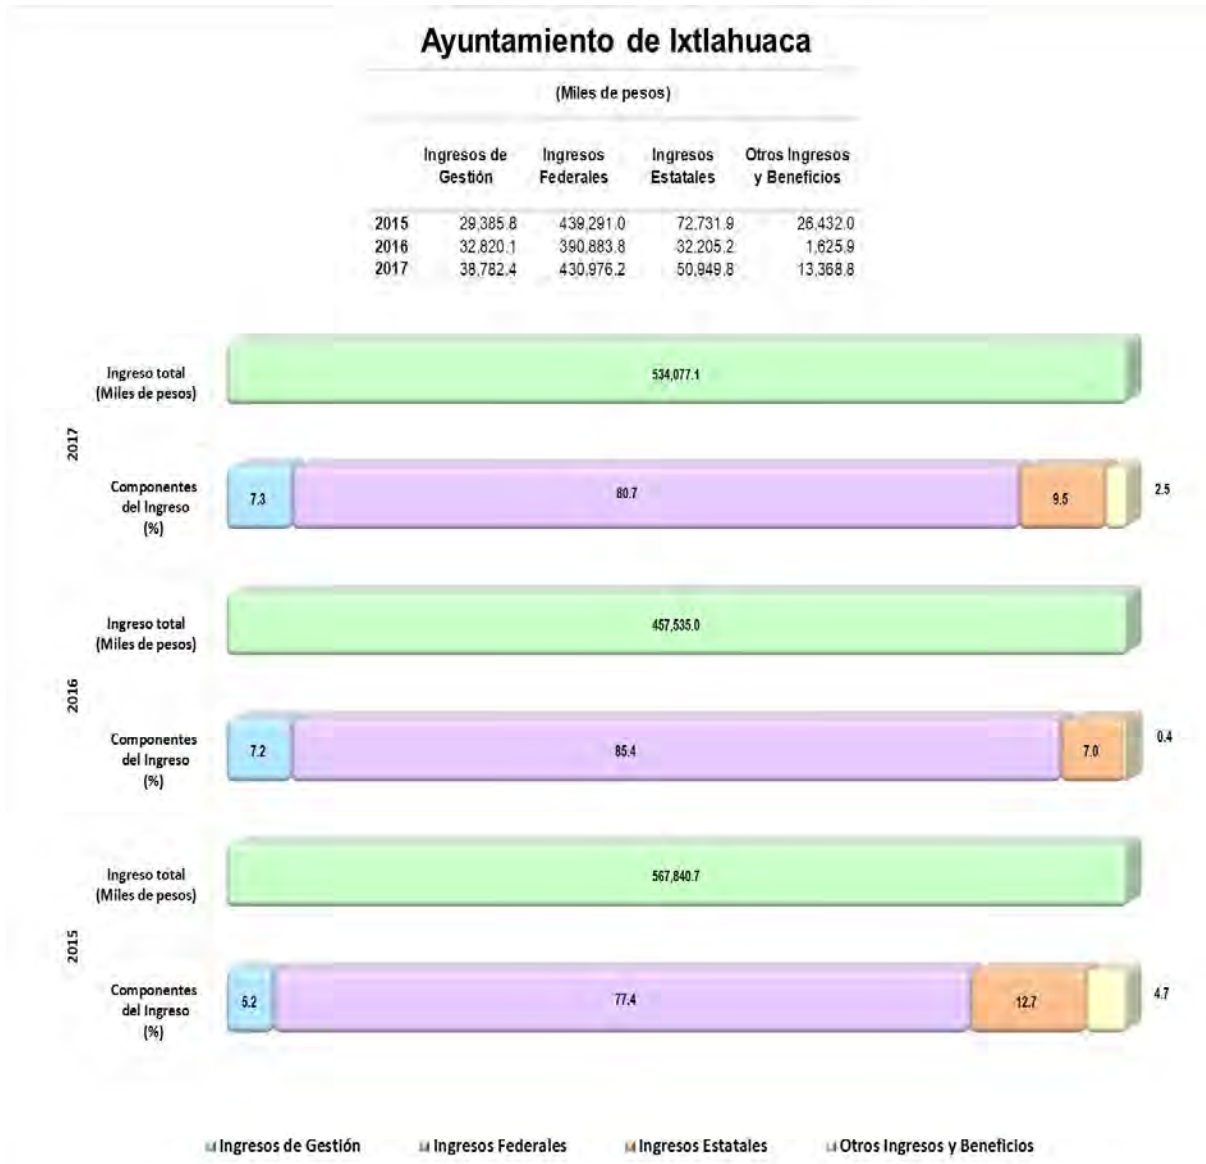 Ayuntamiento de Ixtlahuaca
(Miles de pesos)
Ingresos de Gestión Ingresos Federales Ingresos Estatales Otros Ingresos y Beneficios
2015 29,385.8 439,291.0 72,731.9 26,432.0
2016 32,820.1 390,883.8 32,205.2 1,625.9
2017 38,782.4 430,976.2 50,949.8 13,368.8
2017
Ingreso total
(Miles de pesos)
534,077.1
Componentes
del Ingreso
(%)
7.3 80.7 9.5 2.5
2016
Ingreso total
(Miles de pesos)
457,535.0
Componentes
del Ingreso
(%)
7.2 85.4 7.0 0.4
2015
Ingreso total
(Miles de pesos)
567,840.7
Componentes
del Ingreso
(%)
5.2 77.4 12.7 4.7
Ingresos de Gestión Ingresos Federales Ingresos Estatales Otros Ingresos y Beneficios